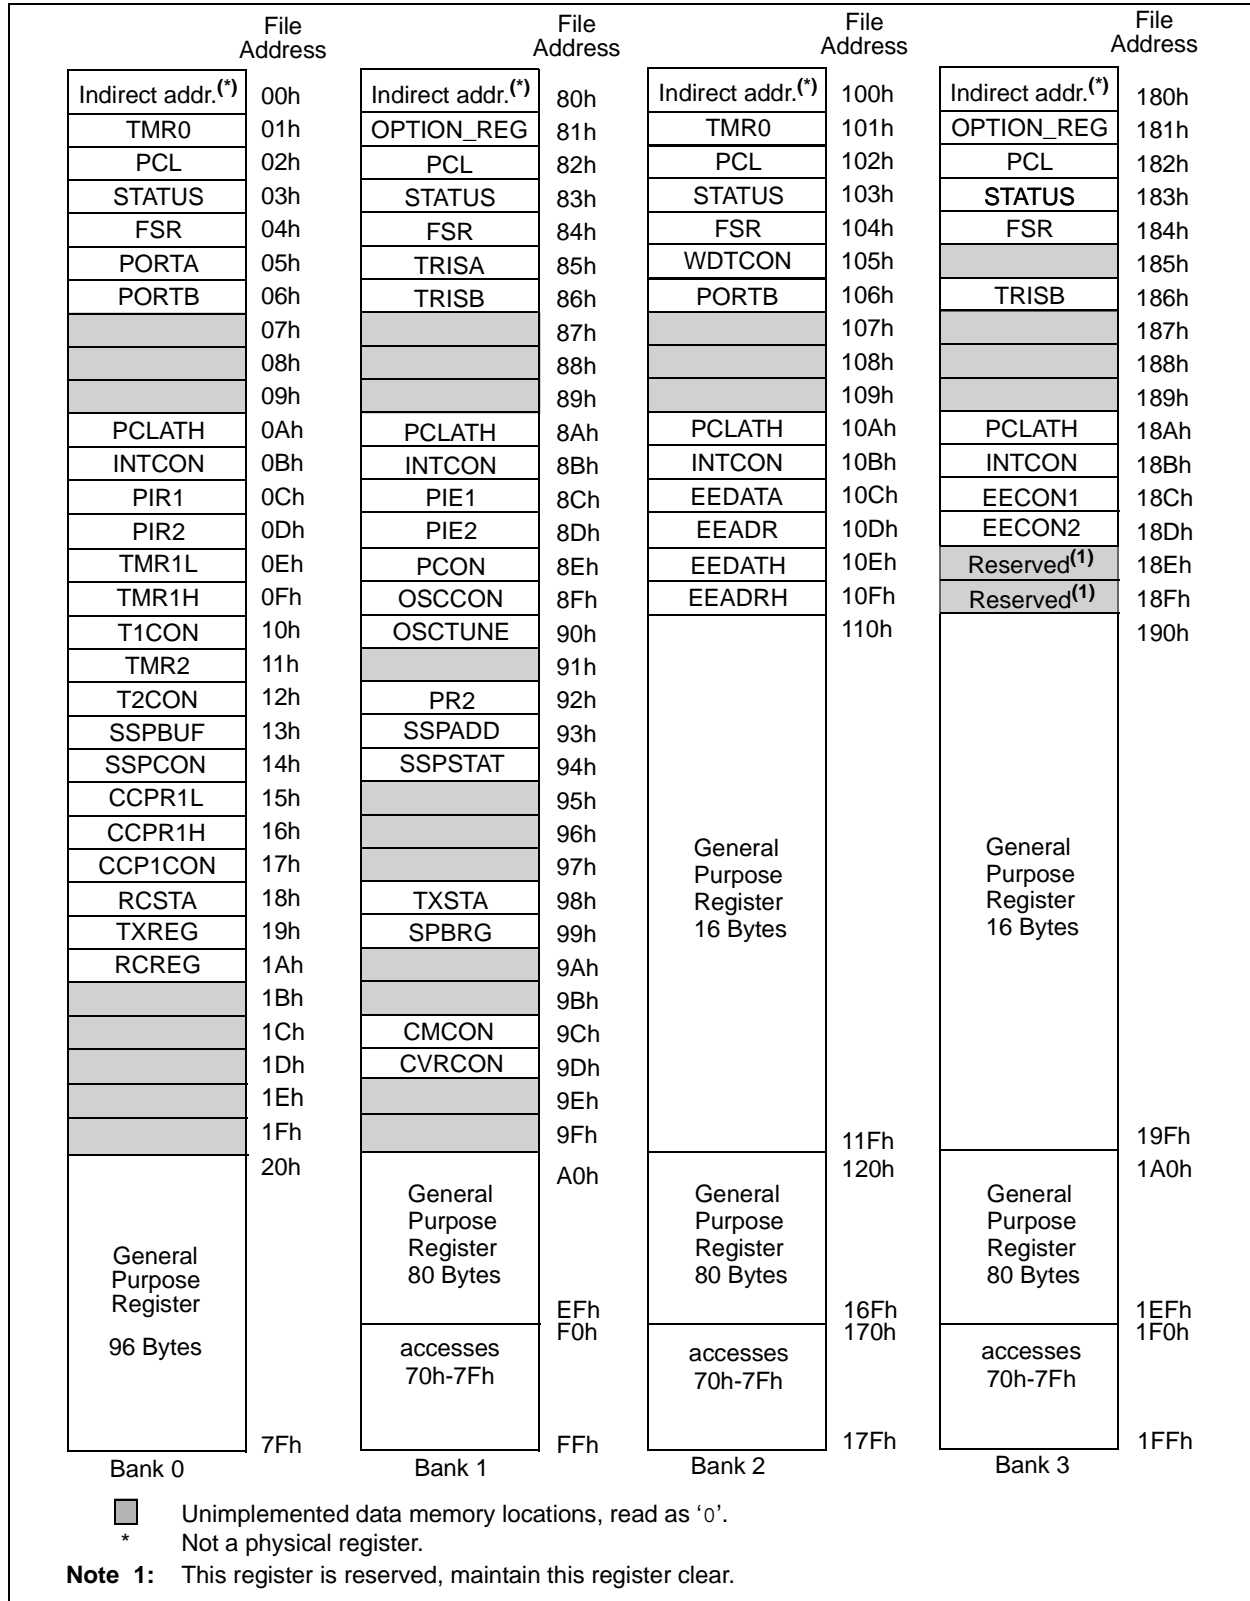 File File File File
Address Address Address Address
Indirect addr.(*) 00h Indirect addr.(*) 80h Indirect addr.(*) 100h Indirect addr.(*) 180h
TMR0 01h OPTION_REG 81h TMR0 101h OPTION_REG 181h
PCL 02h PCL 82h PCL 102h PCL 182h
STATUS 03h STATUS 83h STATUS 103h STATUS 183h
FSR 04h FSR 84h FSR 104h FSR 184h
PORTA 05h TRISA 85h WDTCON 105h 185h
PORTB 06h TRISB 86h PORTB 106h TRISB 186h
07h 87h 107h 187h
08h 88h 108h 188h
09h 89h 109h 189h
PCLATH 0Ah PCLATH 8Ah PCLATH 10Ah PCLATH 18Ah
INTCON 0Bh INTCON 8Bh INTCON 10Bh INTCON 18Bh
PIR1 0Ch PIE1 8Ch EEDATA 10Ch EECON1 18Ch
PIR2 0Dh PIE2 8Dh EEADR 10Dh EECON2 18Dh
TMR1L 0Eh PCON 8Eh EEDATH 10Eh Reserved(1) 18Eh
TMR1H 0Fh OSCCON 8Fh EEADRH 10Fh Reserved(1) 18Fh
T1CON 10h OSCTUNE 90h 110h 190h
TMR2 11h 91h
T2CON 12h PR2 92h
SSPBUF 13h SSPADD 93h
SSPCON 14h SSPSTAT 94h
CCPR1L 15h 95h
CCPR1H 16h 96h General General
CCP1CON 17h 97h Purpose Purpose
RCSTA 18h TXSTA 98h Register Register
TXREG 19h SPBRG 99h 16 Bytes 16 Bytes
RCREG 1Ah 9Ah
1Bh 9Bh
1Ch CMCON 9Ch
1Dh CVRCON 9Dh
1Eh 9Eh
1Fh 9Fh 11Fh 19Fh
20h A0h 120h 1A0h
General General General
Purpose Purpose Purpose
General Register Register Register
Purpose 80 Bytes 80 Bytes 80 Bytes
Register EFh 16Fh 1EFh
F0h 170h 1F0h
96 Bytes accesses accesses accesses
70h-7Fh 70h-7Fh 70h-7Fh
7Fh FFh 17Fh 1FFh
Bank 0 Bank 1 Bank 2 Bank 3
Unimplemented data memory locations, read as ‘0’.
* Not a physical register.
Note 1: This register is reserved, maintain this register clear.